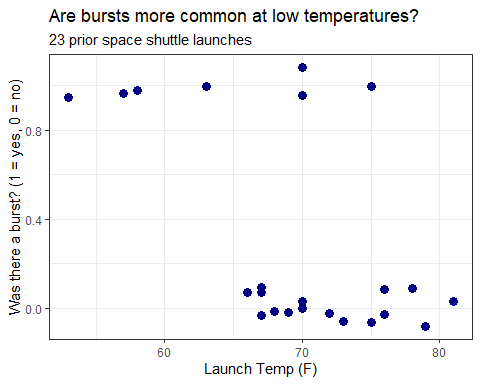 Are bursts more common at low temperatures?
23 prior space shuttle launches
Was there a burst? (1 = yes, 0 = no)
0.8
0.4
0.0
60
70
80
Launch Temp (F)